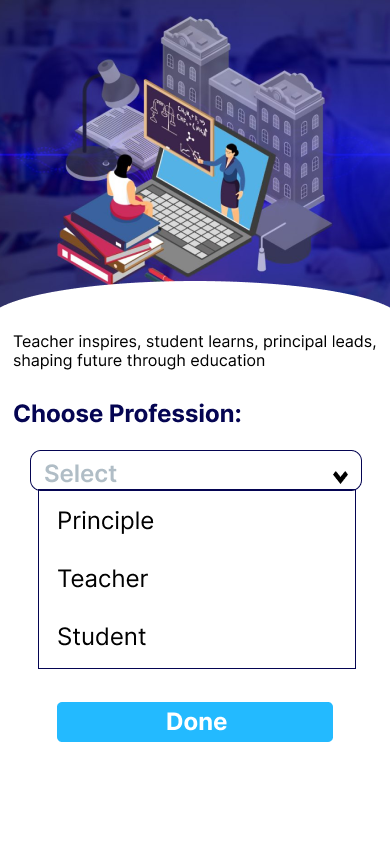 Teacher inspires, student learns, principal leads,
shaping future through education
Choose Profession:
Select
Principle
Teacher
Student
Done